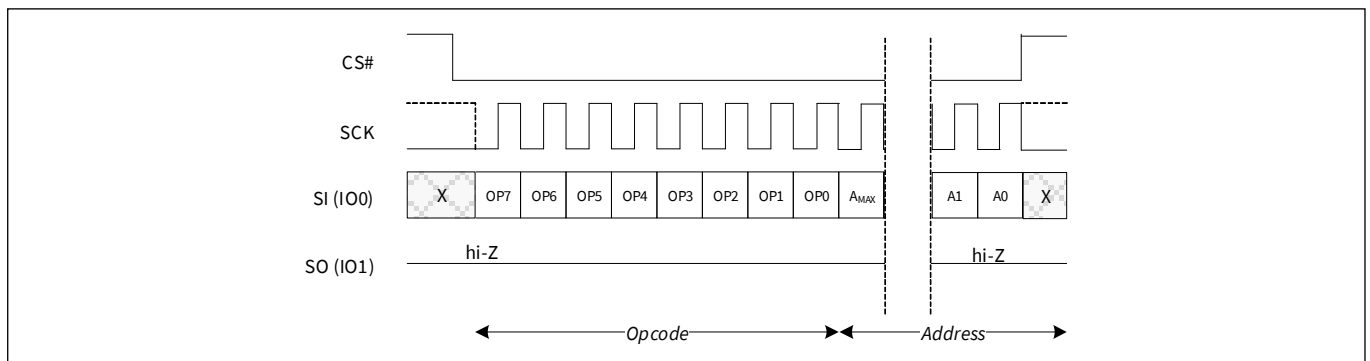 CS#
SCK
SI (IO0) X OP7 OP6 OP5 OP4 OP3 OP2 OP1 OP0 AMAX A1 A0 X
hi-Z hi-Z
SO (IO1)
Opcode Address